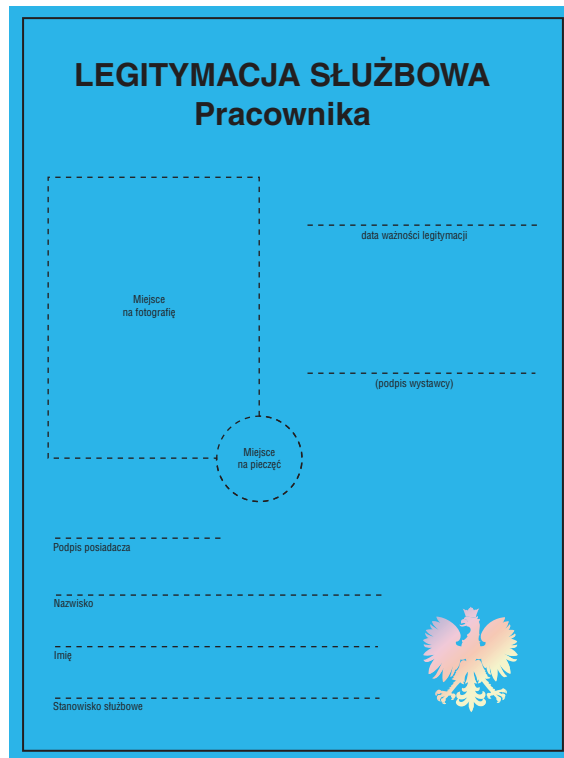 LEGITYMACJA SŁUŻBOWA
Pracownika
data ważności legitymacji
Miejsce
na fotografię
(podpis wystawcy)
Miejsce
na pieczęć
Podpis posiadacza
Nazwisko
Imię
Stanowisko służbowe